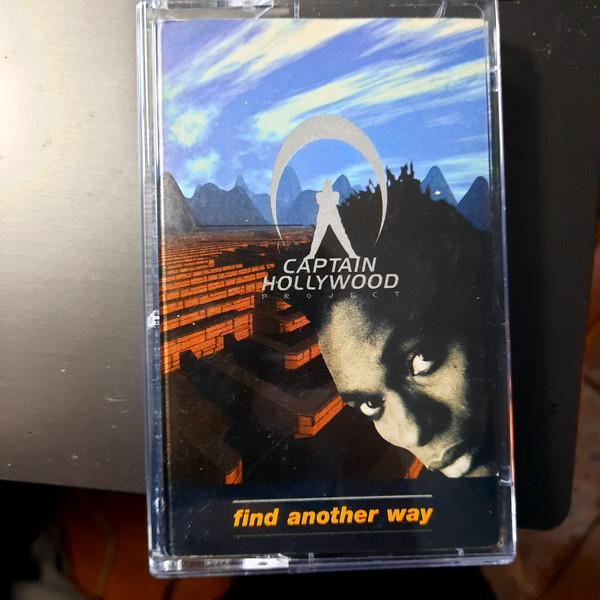 CAPTAIN
HOLLYWOOD
PROJECT
find another way